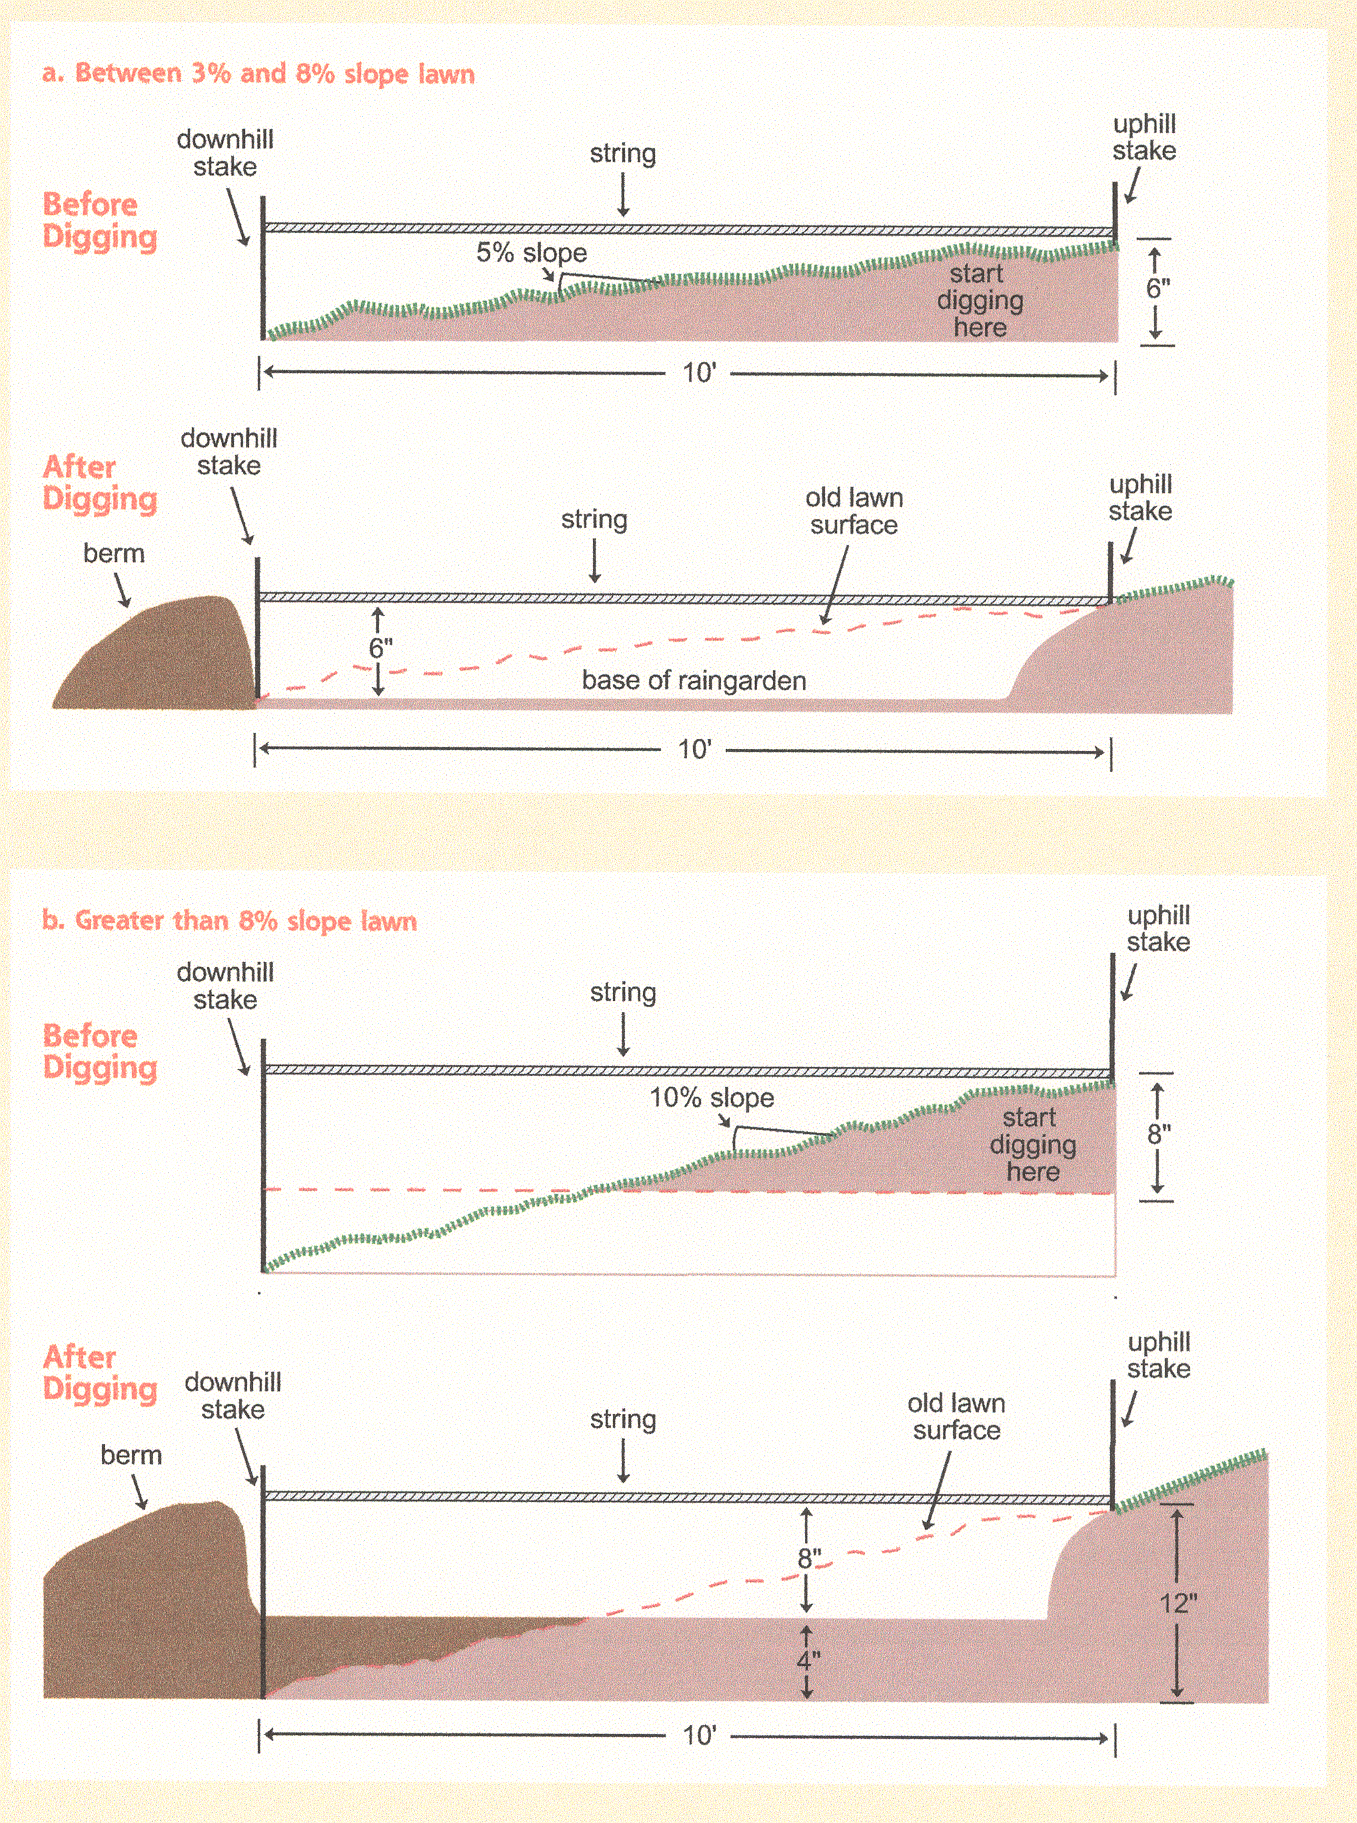 a. Between 3% and 8% slope lawn
downhill
stake
string
uphill
stake
Before
Digging
5% slope
start
digging
here
6"
10'
downhill
stake
After
Digging
berm
string
old lawn
surface
uphill
stake
6"
base of raingarden
10'
b. Greater than 8% slope lawn
downhill
stake
string
uphill
stake
Before
Digging
10% slope
start
digging
here
8"
After
Digging
downhill
stake
berm
string
old lawn
surface
uphill
stake
8"
4"
12"
10'